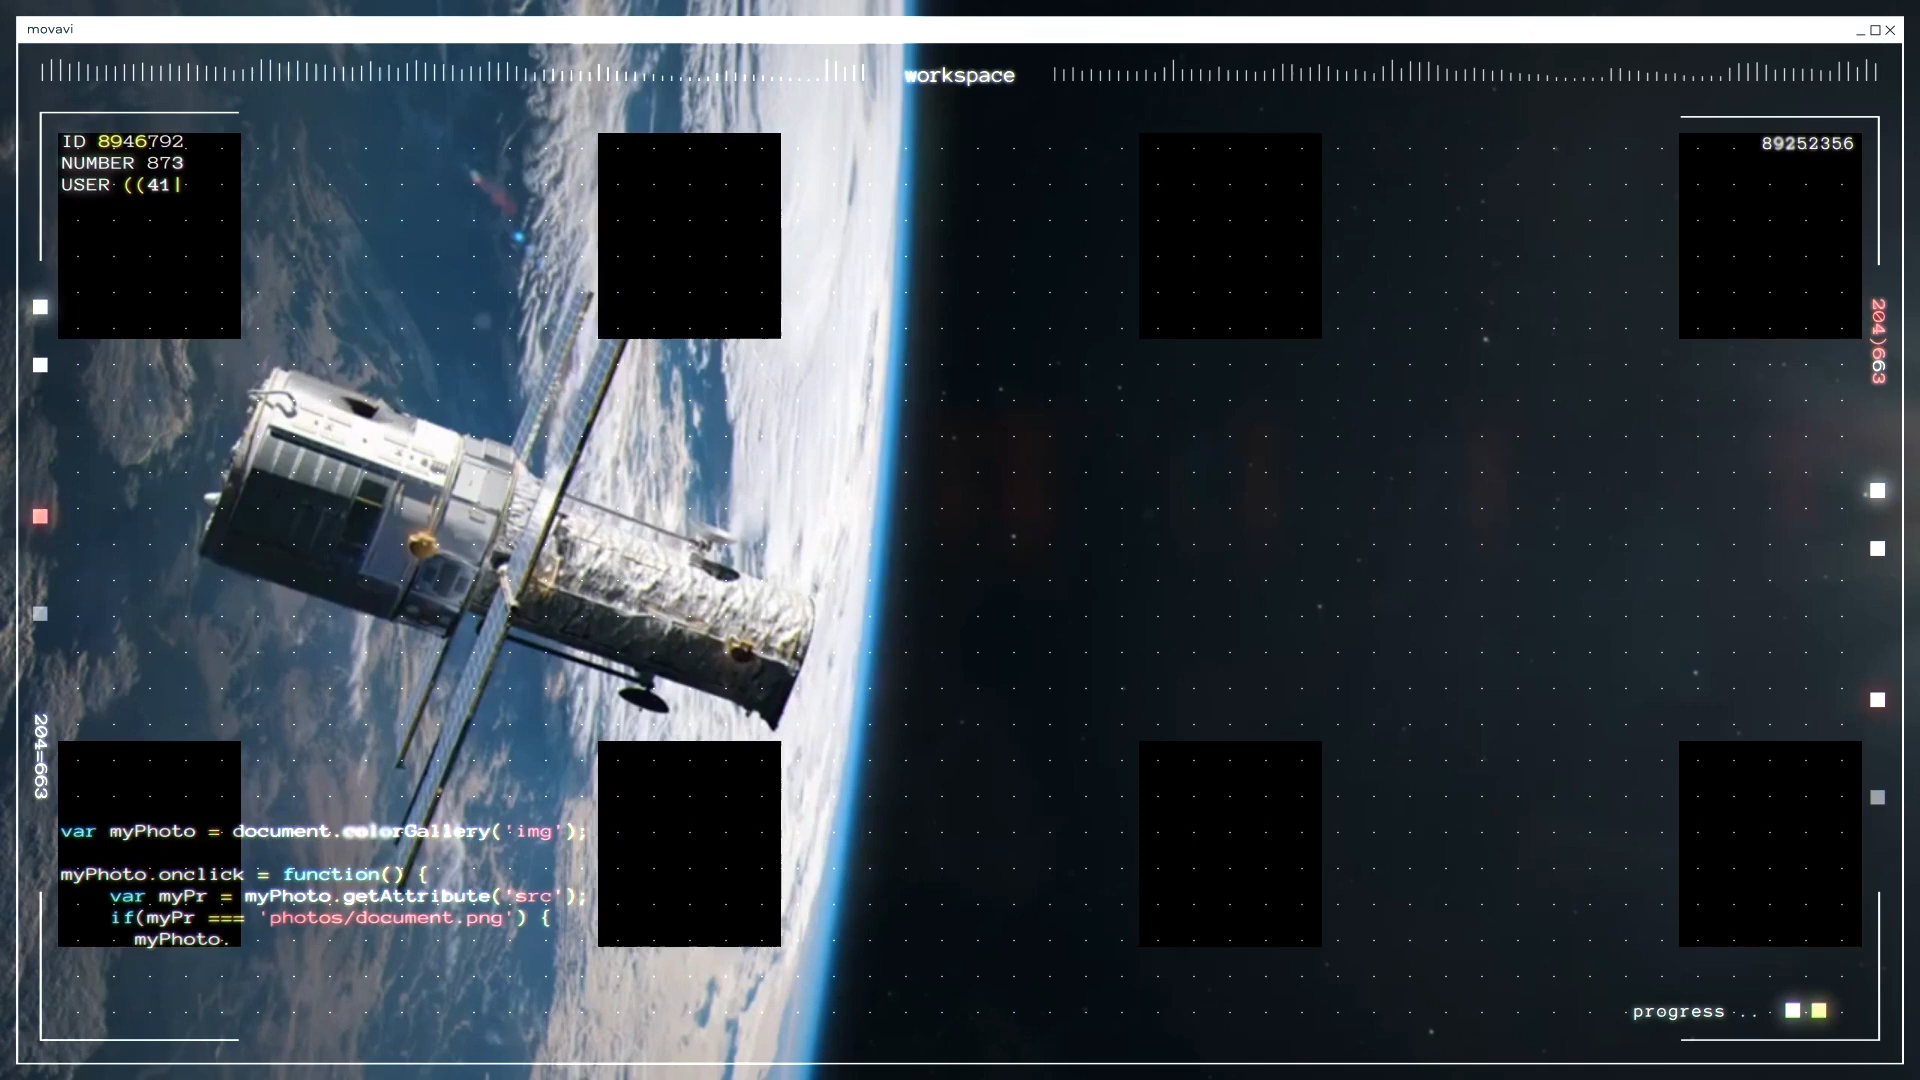 movavi
workspace
ID 8946792
NUMBER 873
USER ((41|
89252356
204)663
204=663
var myPhoto = document.colorGallery('img');
myPhoto.onclick = function() {
var myPr = myPhoto.getAttribute('src');
if(myPr === 'photos/document.png') {
myPhoto.
progress ...